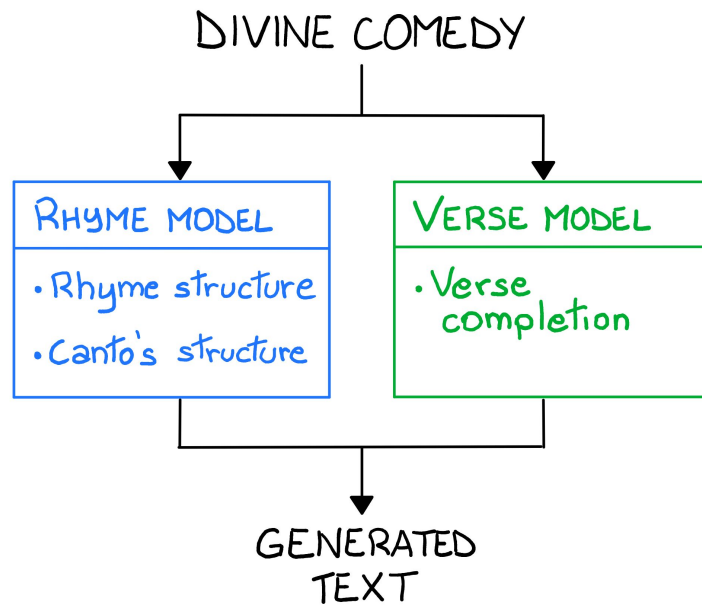 DIVINE COMEDY
RHYME MODEL
• Rhyme structure
• Canto's structure
VERSE MODEL
• Verse
completion
GENERATED
TEXT